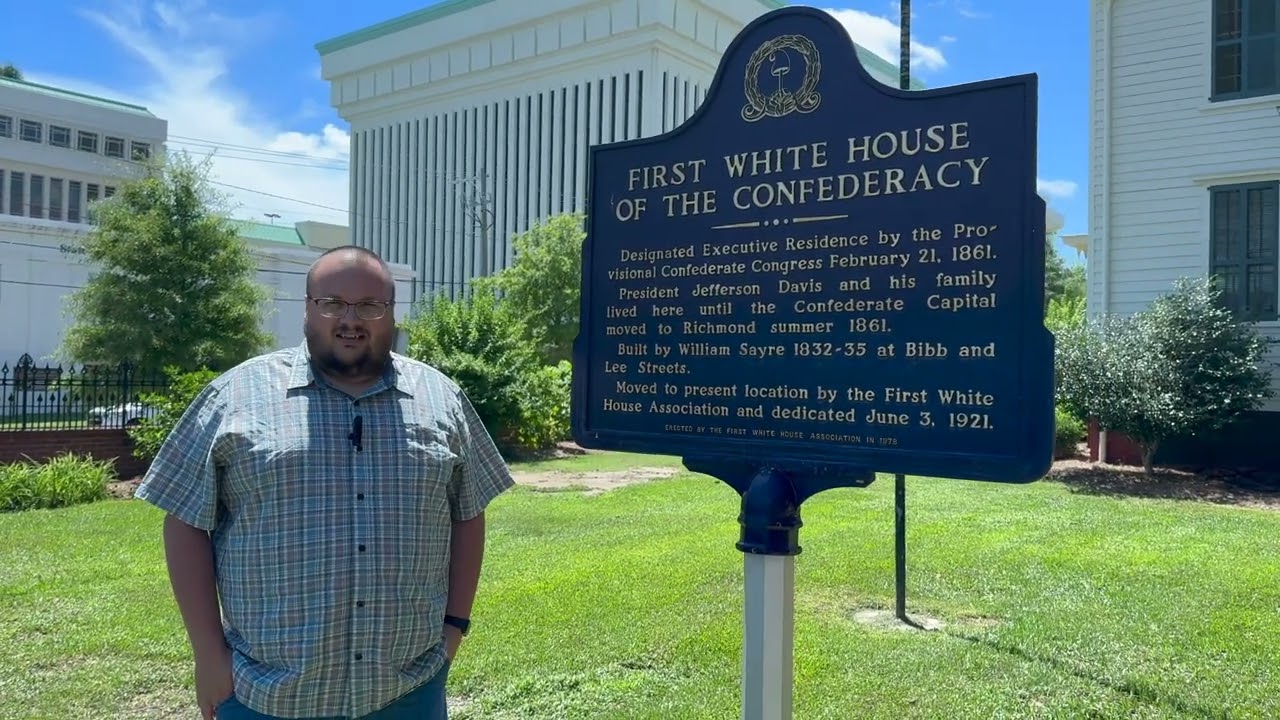 FIRST WHITE HOUSE
OF THE CONFEDERACY
Designated Executive Residence by the Pro-
visional Confederate Congress February 21, 1861.
President Jefferson Davis and his family
lived here until the Confederate Capital
moved to Richmond summer 1861.
Built by William Sayre 1832-35 at Bibb and
Lee Streets.
Moved to present location by the First White
House Association and dedicated June 3, 1921.
ERECTED BY THE FIRST WHITE HOUSE ASSOCIATION IN 1978